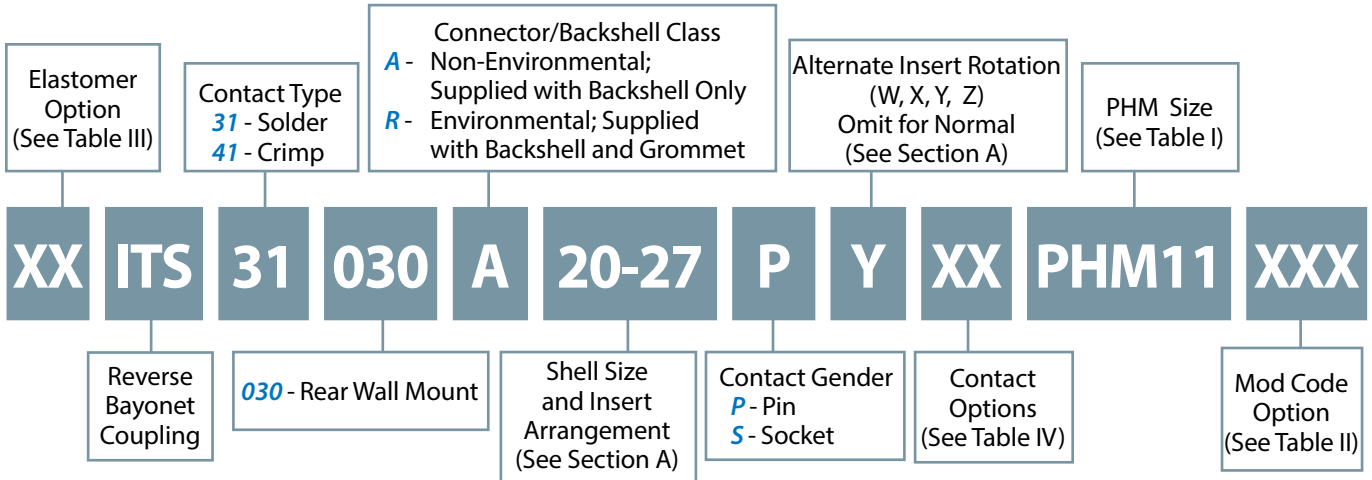 Elastomer
Option
(See Table III)
Contact Type
31 - Solder
41 - Crimp
Connector/Backshell Class
A - Non-Environmental;
Supplied with Backshell Only
R - Environmental; Supplied
with Backshell and Grommet
Alternate Insert Rotation
(W, X, Y, Z)
Omit for Normal
(See Section A)
PHM Size
(See Table I)
XX ITS 31 030 A 20-27 P Y XX PHM11 XXX
Reverse
Bayonet
Coupling
030 - Rear Wall Mount
Shell Size
and Insert
Arrangement
(See Section A)
Contact Gender
P - Pin
S - Socket
Contact
Options
(See Table IV)
Mod Code
Option
(See Table II)